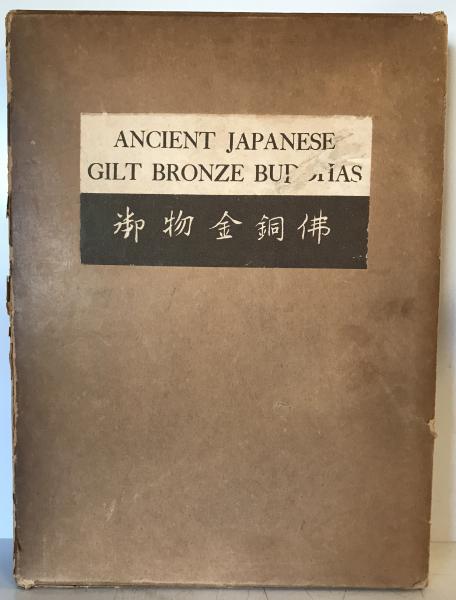 ANCIENT JAPANESE
GILT BRONZE BUDDHAS
御物金銅佛